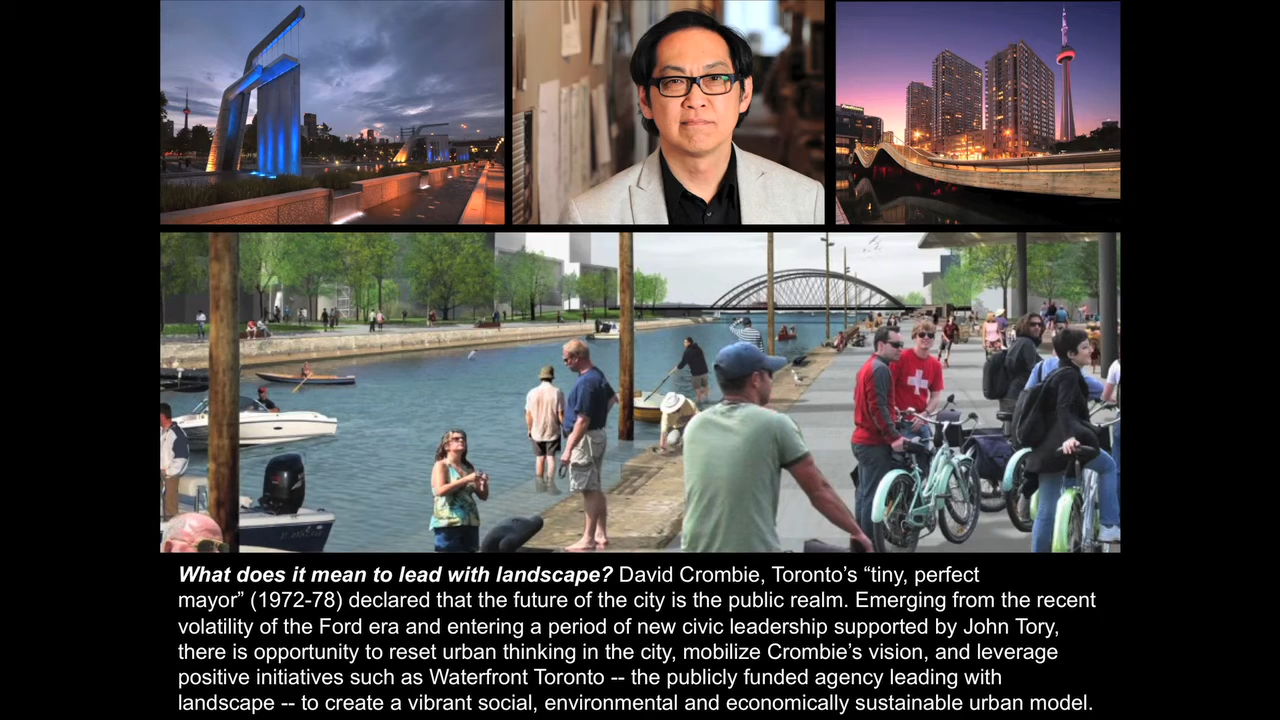 What does it mean to lead with landscape? David Crombie, Toronto’s “tiny, perfect
mayor” (1972-78) declared that the future of the city is the public realm. Emerging from the recent
volatility of the Ford era and entering a period of new civic leadership supported by John Tory,
there is opportunity to reset urban thinking in the city, mobilize Crombie’s vision, and leverage
positive initiatives such as Waterfront Toronto -- the publicly funded agency leading with
landscape -- to create a vibrant social, environmental and economically sustainable urban model.